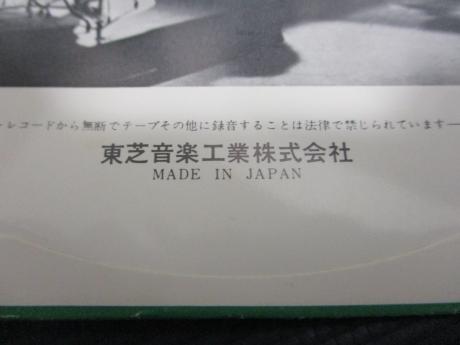 レコードから無断でテープその他に録音することは法律で禁じられています—
東芝音楽工業株式会社
MADE IN JAPAN